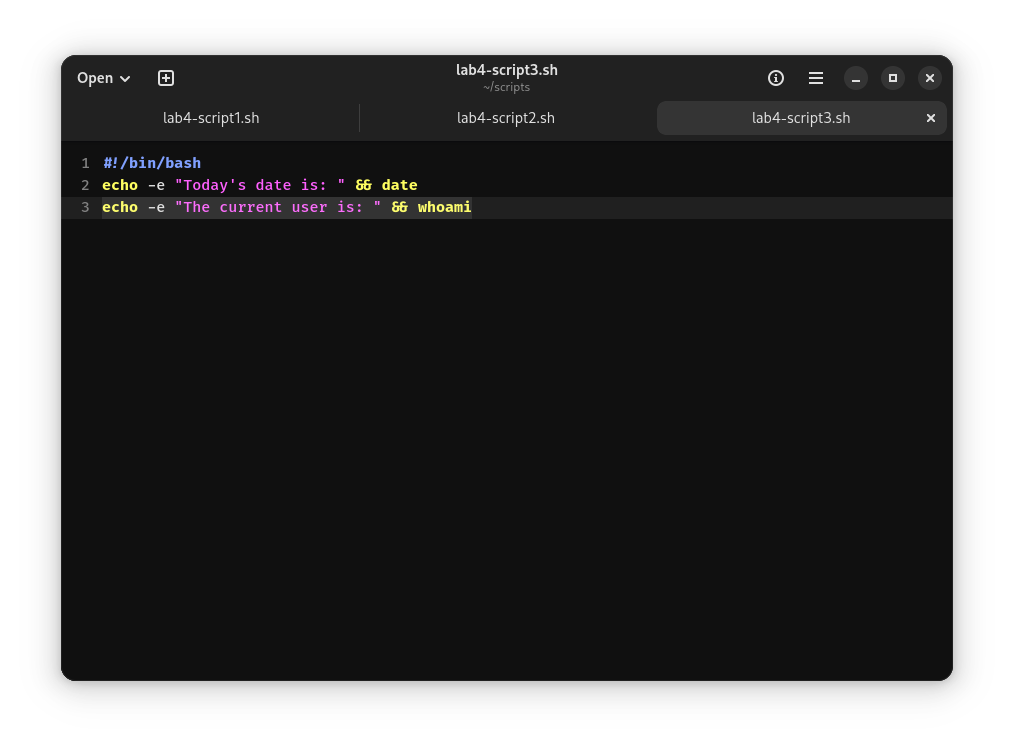 Open
lab4-script3.sh
~/scripts
lab4-script1.sh
lab4-script2.sh
lab4-script3.sh
1 #!/bin/bash
2 echo -e "Today's date is: " && date
3 echo -e "The current user is: " && whoami